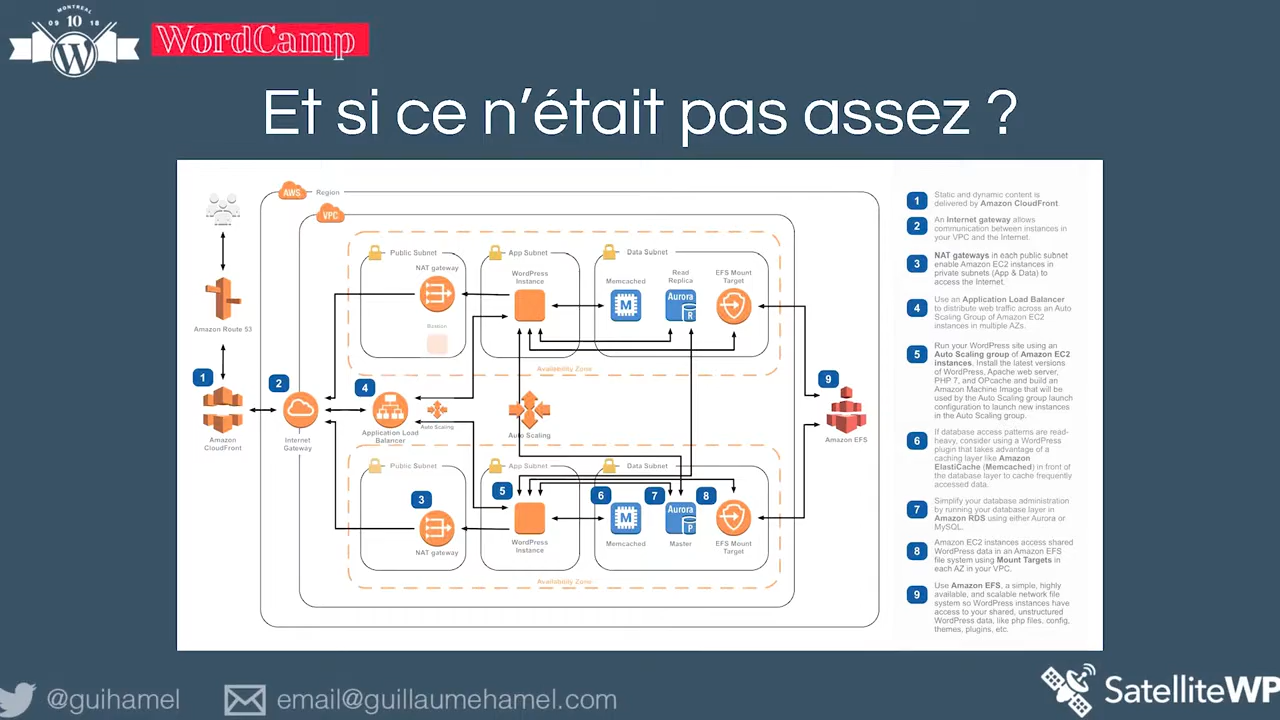 MONTREAL
09 10 18
WordCamp
Et si ce n’était pas assez ?
AWS Region
VPC
Public Subnet
NAT gateway
Bastion
App Subnet
WordPress
Instance
Data Subnet
Memcached
Read
Replica
Aurora
R
EFS Mount
Target
M
Availability Zone
Amazon Route 53
1
Amazon
CloudFront
2
Internet
Gateway
4
Application Load
Balancer
Auto Scaling
Auto Scaling
9
Amazon EFS
Public Subnet
3
NAT gateway
App Subnet
5
WordPress
Instance
Data Subnet
6
M
Memcached
7
Aurora
P
Master
8
EFS Mount
Target
Availability Zone
1 Static and dynamic content is
delivered by Amazon CloudFront.
2 An Internet gateway allows
communication between instances in
your VPC and the Internet.
3 NAT gateways in each public subnet
enable Amazon EC2 instances in
private subnets (App & Data) to
access the Internet.
4 Use an Application Load Balancer
to distribute web traffic across an Auto
Scaling Group of Amazon EC2
instances in multiple AZs.
5 Run your WordPress site using an
Auto Scaling group of Amazon EC2
instances. Install the latest versions
of WordPress, Apache web server,
PHP 7, and OPcache and build an
Amazon Machine Image that will be
used by the Auto Scaling group launch
configuration to launch new instances
in the Auto Scaling group.
6 If database access patterns are read-
heavy, consider using a WordPress
plugin that takes advantage of a
caching layer like Amazon
ElastiCache (Memcached) in front of
the database layer to cache frequently
accessed data.
7 Simplify your database administration
by running your database layer in
Amazon RDS using either Aurora or
MySQL.
8 Amazon EC2 instances access shared
WordPress data in an Amazon EFS
file system using Mount Targets in
each AZ in your VPC.
9 Use Amazon EFS, a simple, highly
available, and scalable network file
system so WordPress instances have
access to your shared, unstructured
WordPress data, like php files, config,
themes, plugins, etc.
@guihamel
email@guillaumehamel.com
SatelliteWP